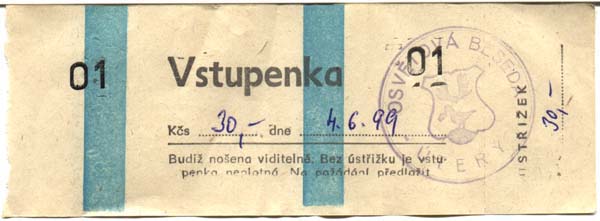 01 Vstupenka 01
Kčs 30,- dne 4.6.99
Budiž nošena viditelně. Bez ústřižku je vstu-
penka neplatná. Na požádání předložit
OSVĚTOVÁ BESEDA
ÚTERÝ
ÚSTŘIŽEK
30,-